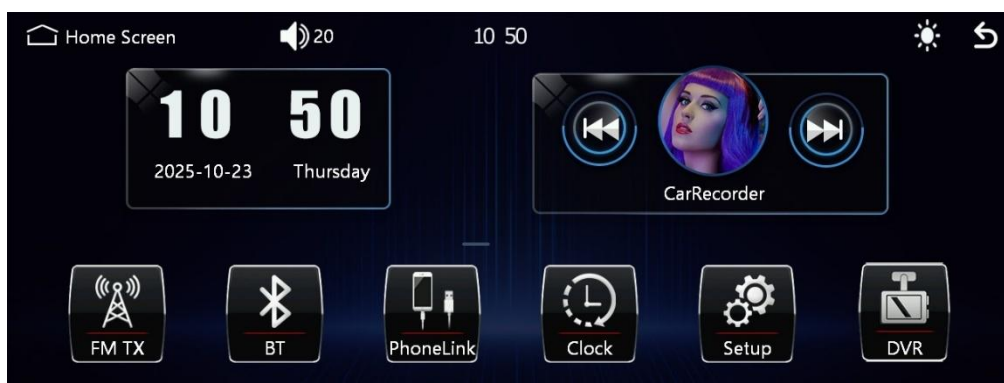 Home Screen 20 10 50
10 50
2025-10-23 Thursday
CarRecorder
FM TX BT PhoneLink Clock Setup DVR